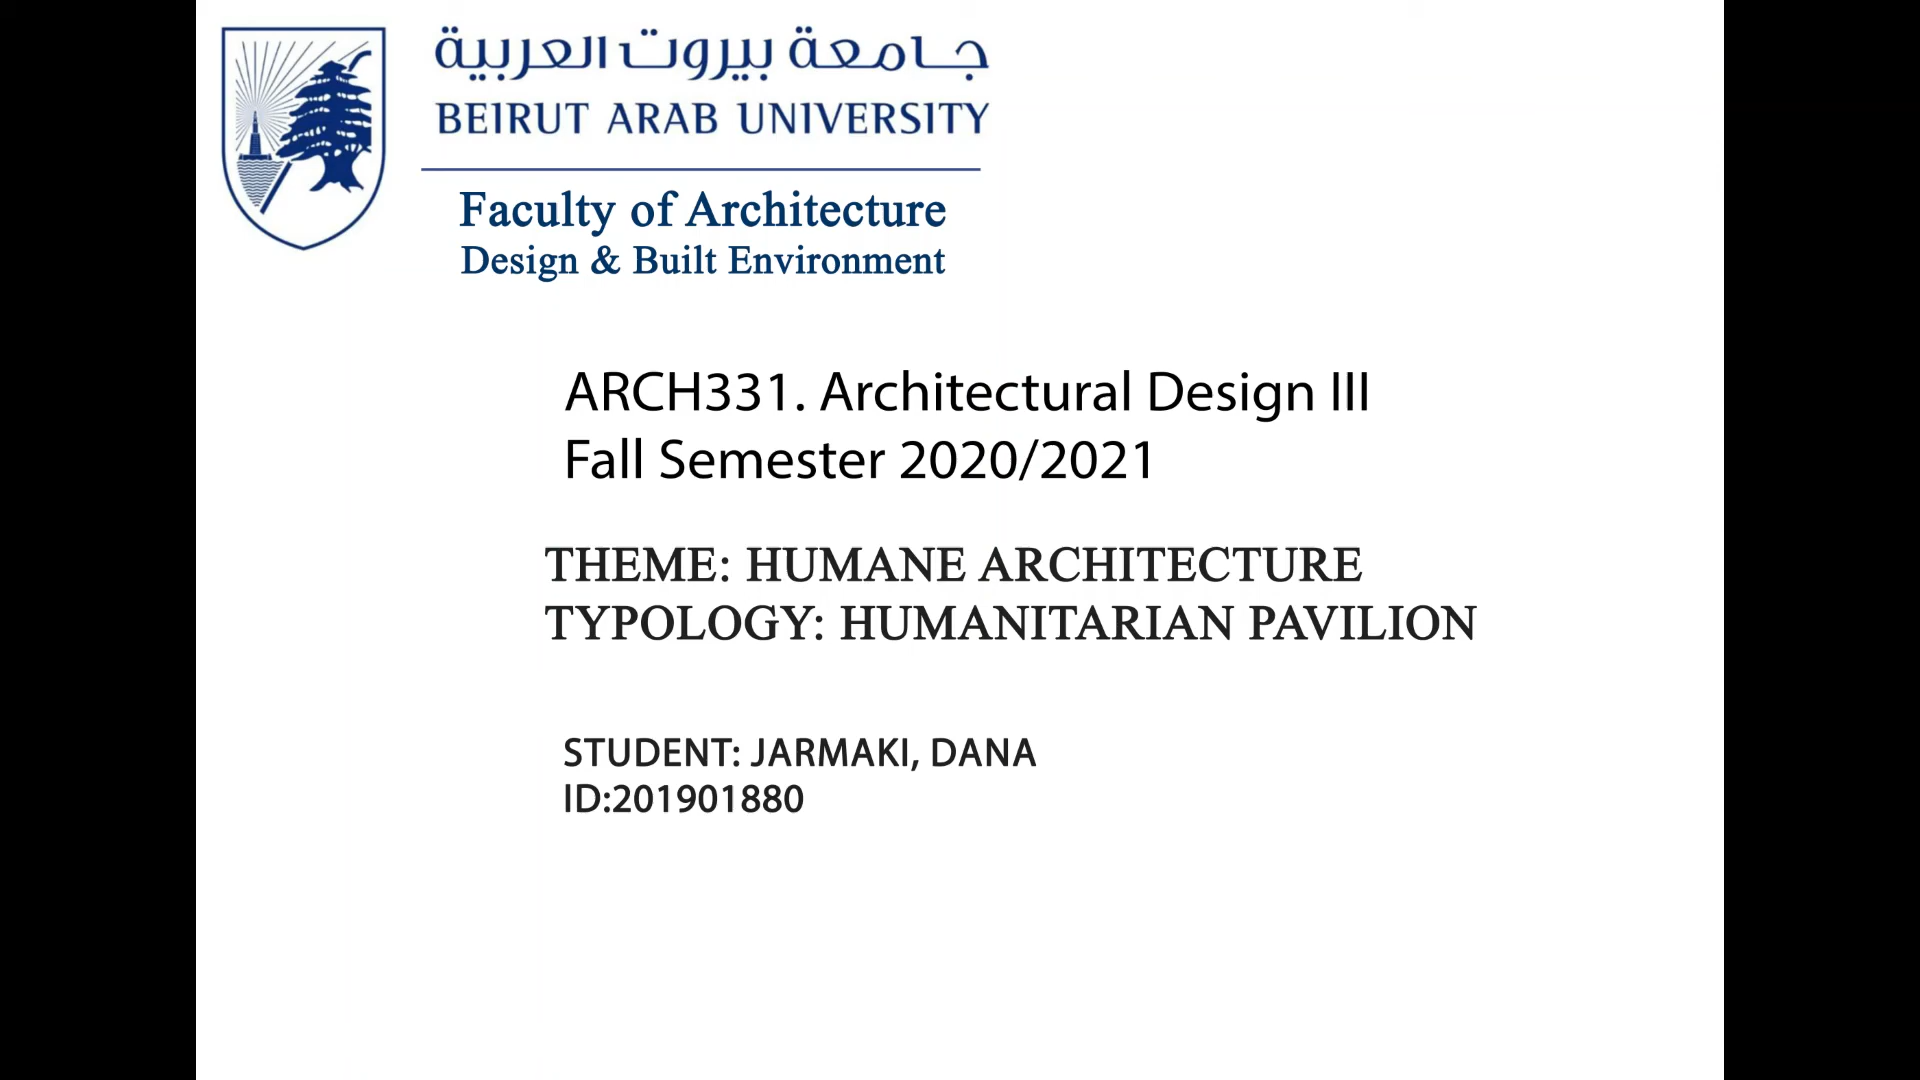 جامعة بيروت العربية
BEIRUT ARAB UNIVERSITY
Faculty of Architecture
Design & Built Environment
ARCH331. Architectural Design III
Fall Semester 2020/2021
THEME: HUMANE ARCHITECTURE
TYPOLOGY: HUMANITARIAN PAVILION
STUDENT: JARMAKI, DANA
ID:201901880